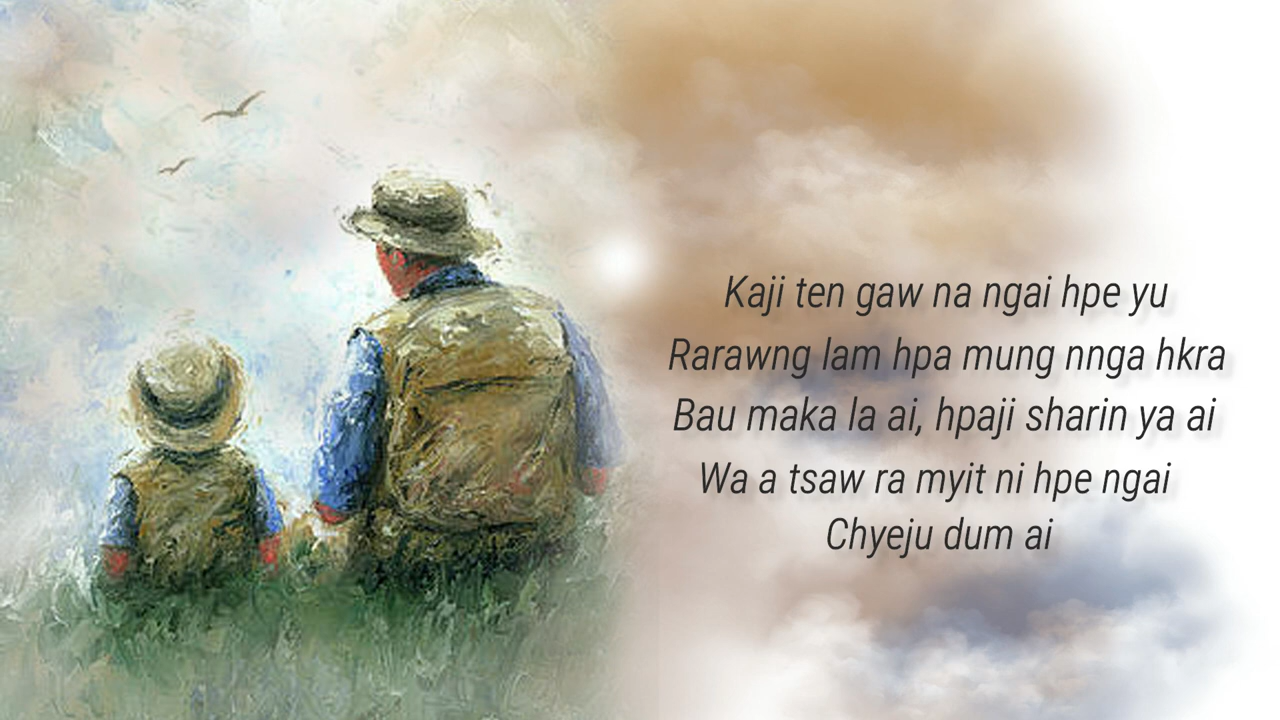 Kaji ten gaw na ngai hpe yu
Rarawng lam hpa mung nnga hkra
Bau maka la ai, hpaji sharin ya ai
Wa a tsaw ra myit ni hpe ngai
Chyeju dum ai